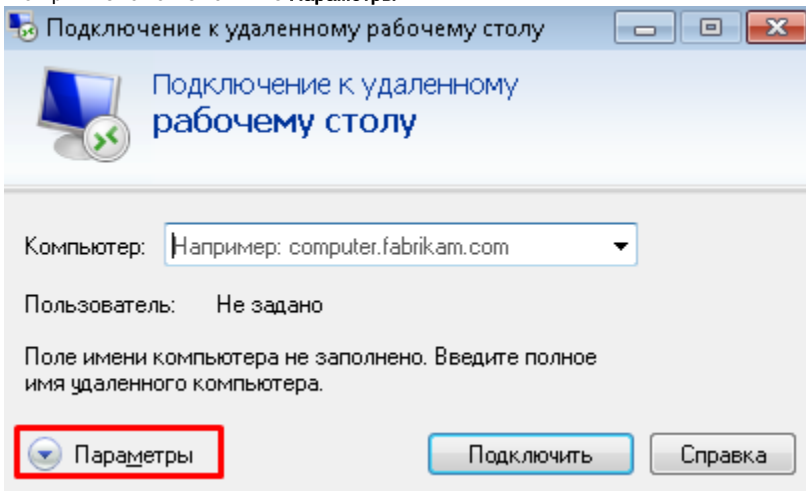 Параметры
Подключение к удаленному рабочему столу
Подключение к удаленному
рабочему столу
Компьютер: Например: computer.fabrikam.com
Пользователь: Не задано
Поле имени компьютера не заполнено. Введите полное
имя удаленного компьютера.
Параметры Подключить Справка